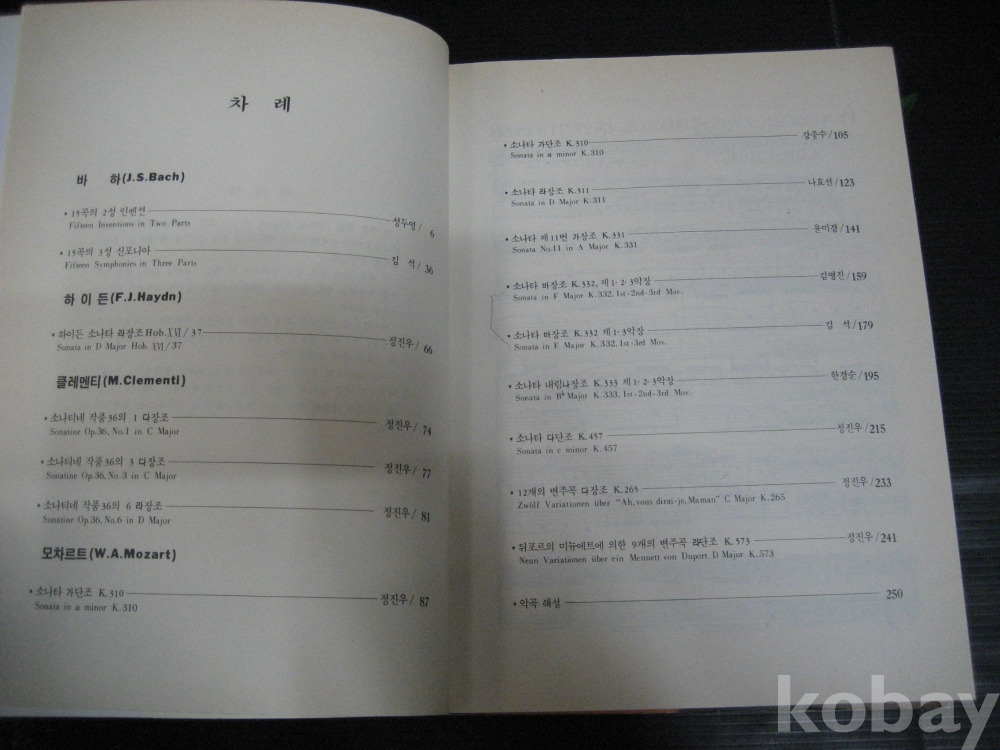 차 례
바 하(J.S.Bach)
• 15곡의 2성 인벤션 성두영/ 6
Fifteen Inventions in Two Parts
• 15곡의 3성 신포니아 김 석/ 36
Fifteen Symphonies in Three Parts
하 이 든(F.J.Haydn)
• 하이든 소나타 라장조 Hob. XVI/37 정진우/ 66
Sonata in D Major Hob. XVI/37
클레멘티(M.Clementi)
• 소나티네 작품36의 1 다장조 정진우/ 74
Sonatine Op.36, No.1 in C Major
• 소나티네 작품36의 3 다장조 정진우/ 77
Sonatine Op.36, No.3 in C Major
• 소나티네 작품36의 6 라장조 정진우/ 81
Sonatine Op.36, No.6 in D Major
모차르트(W.A.Mozart)
• 소나타 가단조 K.310 정진우/ 87
Sonata in a minor K.310
• 소나타 가단조 K.310 강충수/105
Sonata in a minor K.310
• 소나타 라장조 K.311 나효선/123
Sonata in D Major K.311
• 소나타 제11번 가장조 K.331 윤미경/141
Sonata No.11 in A Major K.331
• 소나타 바장조 K.332, 제1·2·3악장 김명진/159
Sonata in F Major K.332, 1st-2nd-3rd Mov.
• 소나타 바장조 K.332 제1·3악장 김 석/179
Sonata in F Major K.332, 1st-3rd Mov.
• 소나타 내림나장조 K.333 제1·2·3악장 한경순/195
Sonata in B♭ Major K.333, 1st-2nd-3rd Mov.
• 소나타 다단조 K.457 정진우/215
Sonata in c minor K.457
• 12개의 변주곡 다장조 K.265 정진우/233
Zwölf Variationen über "Ah, vous dirai-je, Maman" C Major K.265
• 뒤포르의 미뉴에트에 의한 9개의 변주곡 라단조 K.573 정진우/241
Neun Variationen über ein Menuett von Duport D Major K.573
• 악곡 해설 250
kobay